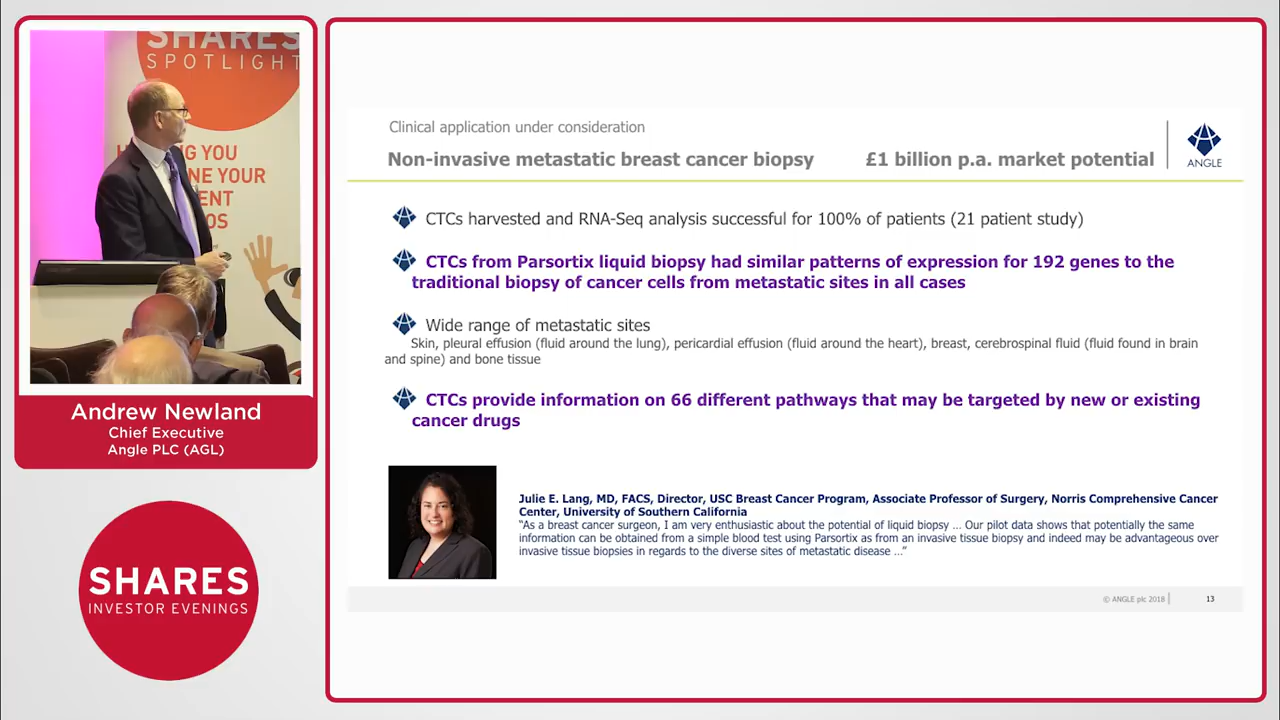 SHARES
SPOTLIGHT
NG YOU
NE YOUR
ENT
OS
Andrew Newland
Chief Executive
Angle PLC (AGL)
SHARES
INVESTOR EVENINGS
Clinical application under consideration
Non-invasive metastatic breast cancer biopsy £1 billion p.a. market potential
ANGLE
CTCs harvested and RNA-Seq analysis successful for 100% of patients (21 patient study)
CTCs from Parsortix liquid biopsy had similar patterns of expression for 192 genes to the
traditional biopsy of cancer cells from metastatic sites in all cases
Wide range of metastatic sites
Skin, pleural effusion (fluid around the lung), pericardial effusion (fluid around the heart), breast, cerebrospinal fluid (fluid found in brain
and spine) and bone tissue
CTCs provide information on 66 different pathways that may be targeted by new or existing
cancer drugs
Julie E. Lang, MD, FACS, Director, USC Breast Cancer Program, Associate Professor of Surgery, Norris Comprehensive Cancer
Center, University of Southern California
“As a breast cancer surgeon, I am very enthusiastic about the potential of liquid biopsy ... Our pilot data shows that potentially the same
information can be obtained from a simple blood test using Parsortix as from an invasive tissue biopsy and indeed may be advantageous over
invasive tissue biopsies in regards to the diverse sites of metastatic disease ...”
© ANGLE plc 2018 13